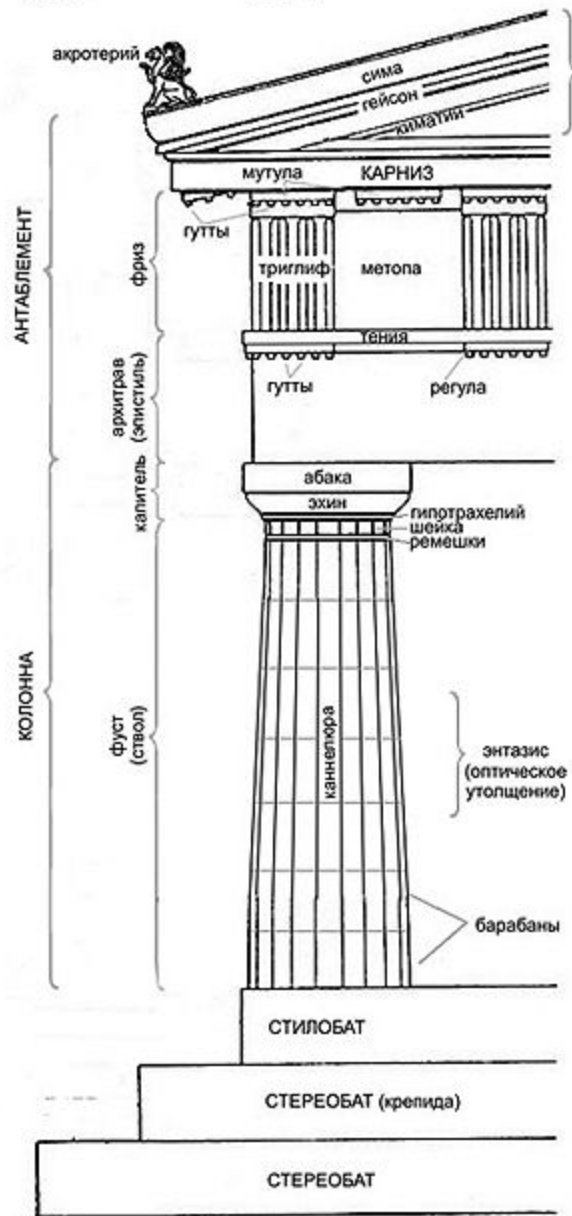 акротерий
сима
гейсон
киматии
мутула
КАРНИЗ
гутты
АНТАБЛЕМЕНТ
фриз
триглиф
метопа
тения
гутты
регула
архитрав
(эпистиль)
абака
капитель
эхин
гипотрахелий
шейка
ремешки
КОЛОННА
фуст
(ствол)
каннелюра
энтазис
(оптическое
утолщение)
барабаны
СТИЛОБАТ
СТЕРЕОБАТ (крепида)
СТЕРЕОБАТ